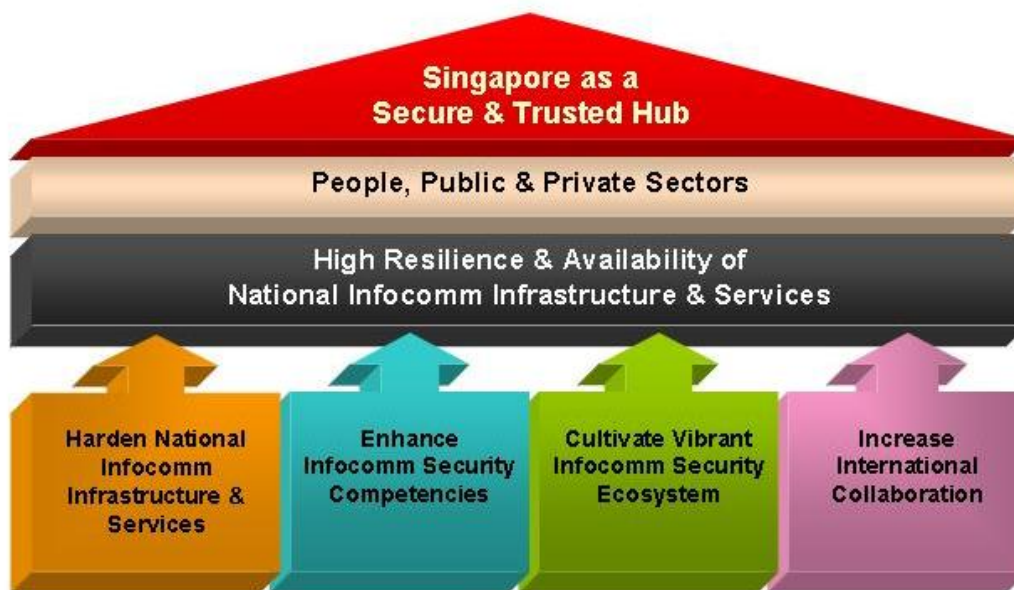 Singapore as a
Secure & Trusted Hub
People, Public & Private Sectors
High Resilience & Availability of
National Infocomm Infrastructure & Services
Harden National
Infocomm
Infrastructure &
Services
Enhance
Infocomm Security
Competencies
Cultivate Vibrant
Infocomm Security
Ecosystem
Increase
International
Collaboration